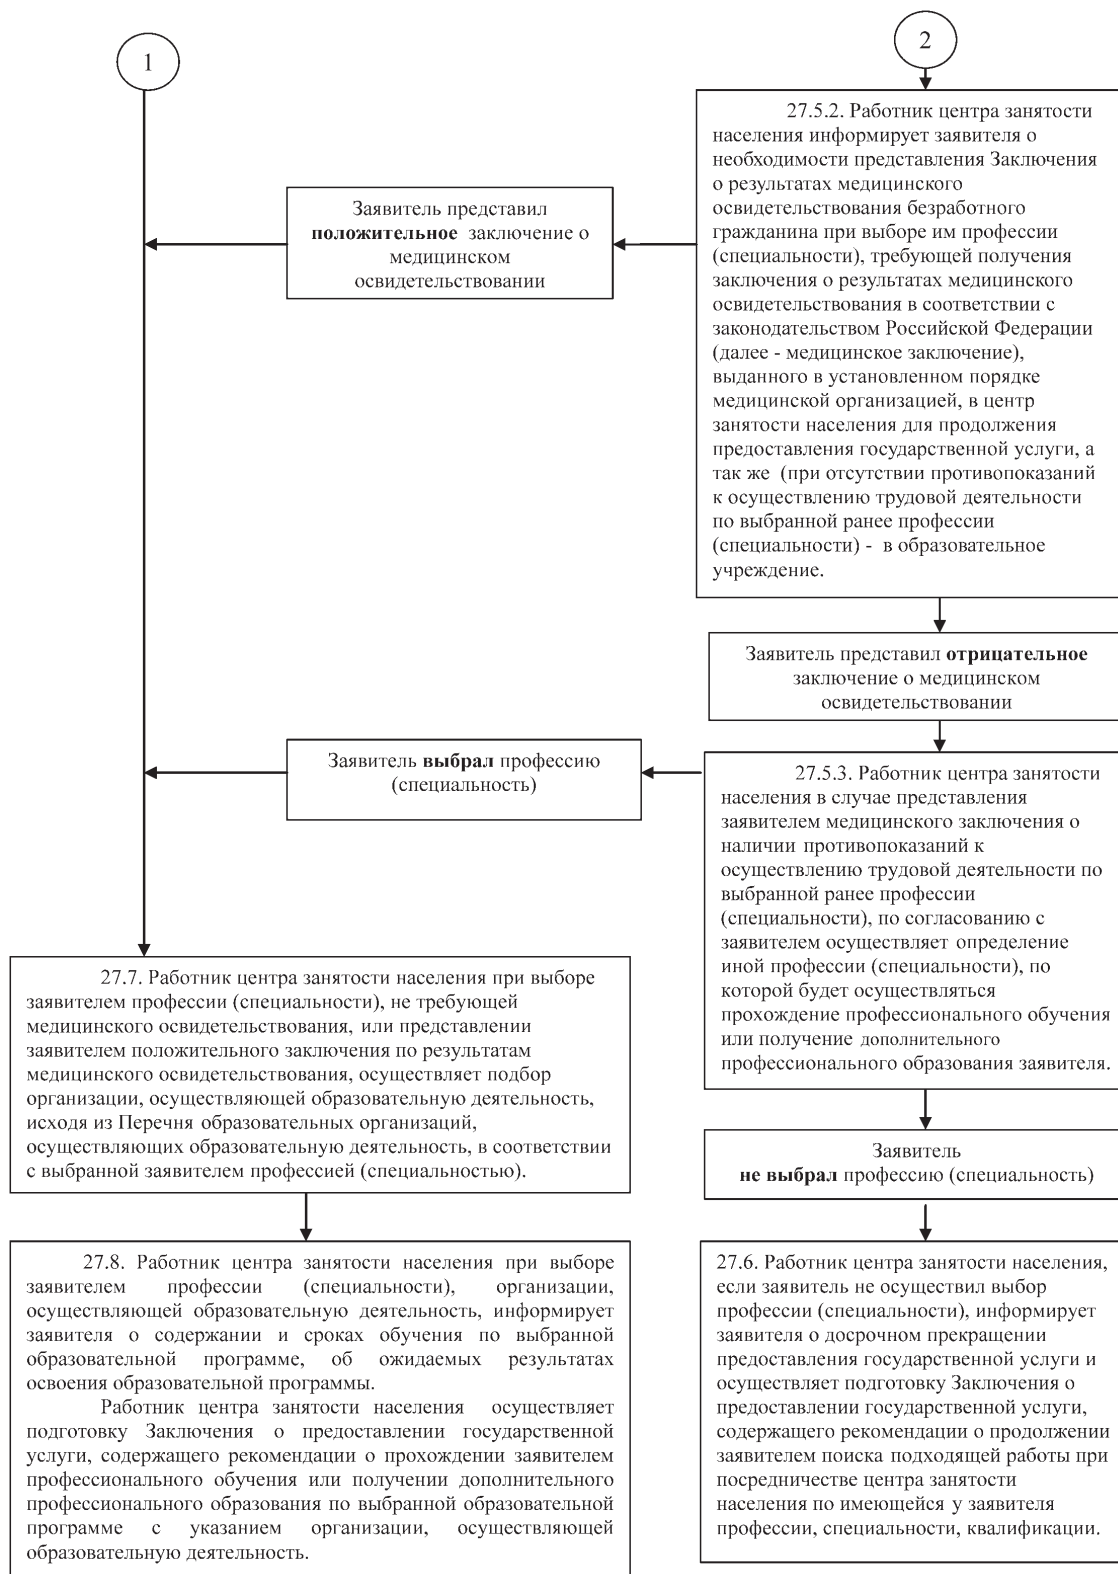 1
2
27.5.2. Работник центра занятости
населения информирует заявителя о
необходимости представления Заключения
о результатах медицинского
освидетельствования безработного
гражданина при выборе им профессии
(специальности), требующей получения
заключения о результатах медицинского
освидетельствования в соответствии с
законодательством Российской Федерации
(далее - медицинское заключение),
выданного в установленном порядке
медицинской организацией, в центр
занятости населения для продолжения
предоставления государственной услуги, а
так же (при отсутствии противопоказаний
к осуществлению трудовой деятельности
по выбранной ранее профессии
(специальности) - в образовательное
учреждение.
Заявитель представил
положительное заключение о
медицинском
освидетельствовании
Заявитель представил отрицательное
заключение о медицинском
освидетельствовании
Заявитель выбрал профессию
(специальность)
27.5.3. Работник центра занятости
населения в случае представления
заявителем медицинского заключения о
наличии противопоказаний к
осуществлению трудовой деятельности по
выбранной ранее профессии
(специальности), по согласованию с
заявителем осуществляет определение
иной профессии (специальности), по
которой будет осуществляться
прохождение профессионального обучения
или получение дополнительного
профессионального образования заявителя.
27.7. Работник центра занятости населения при выборе
заявителем профессии (специальности), не требующей
медицинского освидетельствования, или представлении
заявителем положительного заключения по результатам
медицинского освидетельствования, осуществляет подбор
организации, осуществляющей образовательную деятельность,
исходя из Перечня образовательных организаций,
осуществляющих образовательную деятельность, в соответствии
с выбранной заявителем профессией (специальностью).
Заявитель
не выбрал профессию (специальность)
27.8. Работник центра занятости населения при выборе
заявителем профессии (специальности), организации,
осуществляющей образовательную деятельность, информирует
заявителя о содержании и сроках обучения по выбранной
образовательной программе, об ожидаемых результатах
освоения образовательной программы.
Работник центра занятости населения осуществляет
подготовку Заключения о предоставлении государственной
услуги, содержащего рекомендации о прохождении заявителем
профессионального обучения или получении дополнительного
профессионального образования по выбранной образовательной
программе с указанием организации, осуществляющей
образовательную деятельность.
27.6. Работник центра занятости населения,
если заявитель не осуществил выбор
профессии (специальности), информирует
заявителя о досрочном прекращении
предоставления государственной услуги и
осуществляет подготовку Заключения о
предоставлении государственной услуги,
содержащего рекомендации о продолжении
заявителем поиска подходящей работы при
посредничестве центра занятости
населения по имеющейся у заявителя
профессии, специальности, квалификации.